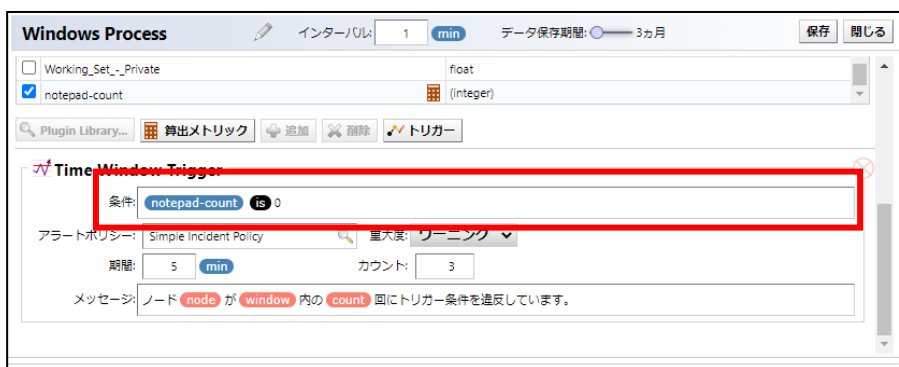 Windows Process インターバル: 1 min データ保存期間: 3ヵ月 保存 閉じる
Working_Set_-_Private float
notepad-count (integer)
Plugin Library... 算出メトリック 追加 削除 トリガー
Time Window Trigger
条件: notepad-count is 0
アラートポリシー: Simple Incident Policy 重大度: ワーニング
期間: 5 min カウント: 3
メッセージ: ノード node が window 内の count 回にトリガー条件を違反しています。